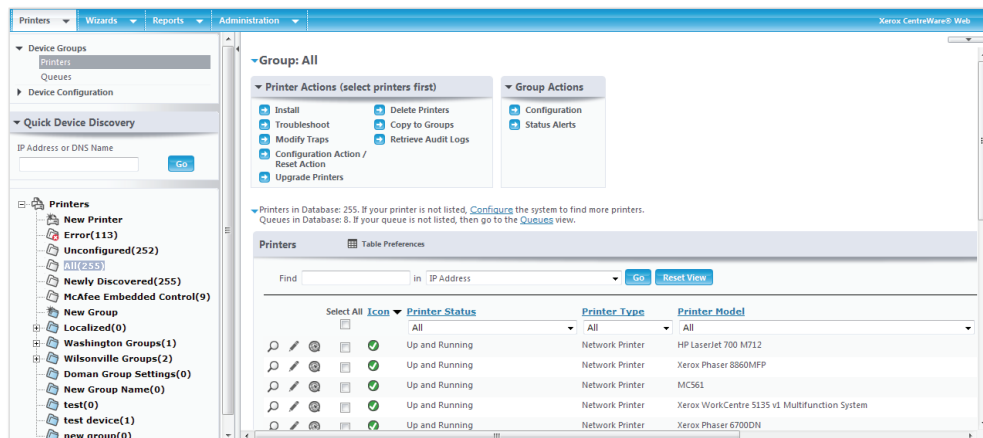 Printers Wizards Reports Administration Xerox CentreWare® Web
Device Groups
Printers
Queues
Device Configuration
Quick Device Discovery
IP Address or DNS Name
Go
Printers
New Printer
Error(113)
Unconfigured(252)
All(255)
Newly Discovered(255)
McAfee Embedded Control(9)
New Group
Localized(0)
Washington Groups(1)
Wilsonville Groups(2)
Doman Group Settings(0)
New Group Name(0)
test(0)
test device(1)
new group(0)
Group: All
Printer Actions (select printers first)
Install
Troubleshoot
Modify Traps
Configuration Action /
Reset Action
Upgrade Printers
Delete Printers
Copy to Groups
Retrieve Audit Logs
Group Actions
Configuration
Status Alerts
Printers in Database: 255. If your printer is not listed, Configure the system to find more printers.
Queues in Database: 8. If your queue is not listed, then go to the Queues view.
Printers Table Preferences
Find in IP Address Go Reset View
Select All Icon Printer Status Printer Type Printer Model
All All All
Up and Running Network Printer HP LaserJet 700 M712
Up and Running Network Printer Xerox Phaser 8860MFP
Up and Running Network Printer MC561
Up and Running Network Printer Xerox WorkCentre 5135 v1 Multifunction System
Up and Running Network Printer Xerox Phaser 6700DN